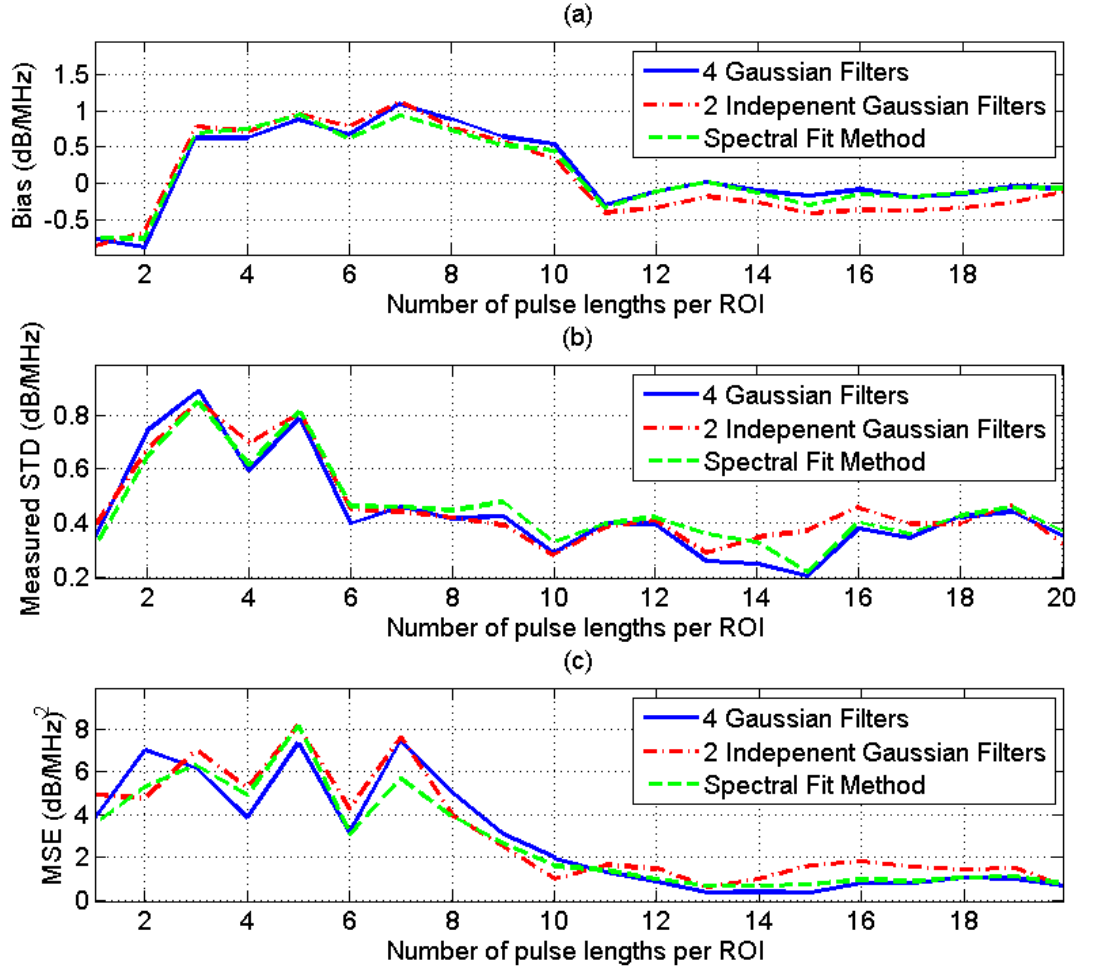 (a)
Bias (dB/MHz)
1.5
1
0.5
0
-0.5
4 Gaussian Filters
2 Indepenent Gaussian Filters
Spectral Fit Method
2 4 6 8 10 12 14 16 18
Number of pulse lengths per ROI
(b)
Measured STD (dB/MHz)
0.8
0.6
0.4
0.2
4 Gaussian Filters
2 Indepenent Gaussian Filters
Spectral Fit Method
2 4 6 8 10 12 14 16 18 20
Number of pulse lengths per ROI
(c)
MSE (dB/MHz)²
8
6
4
2
0
4 Gaussian Filters
2 Indepenent Gaussian Filters
Spectral Fit Method
2 4 6 8 10 12 14 16 18
Number of pulse lengths per ROI